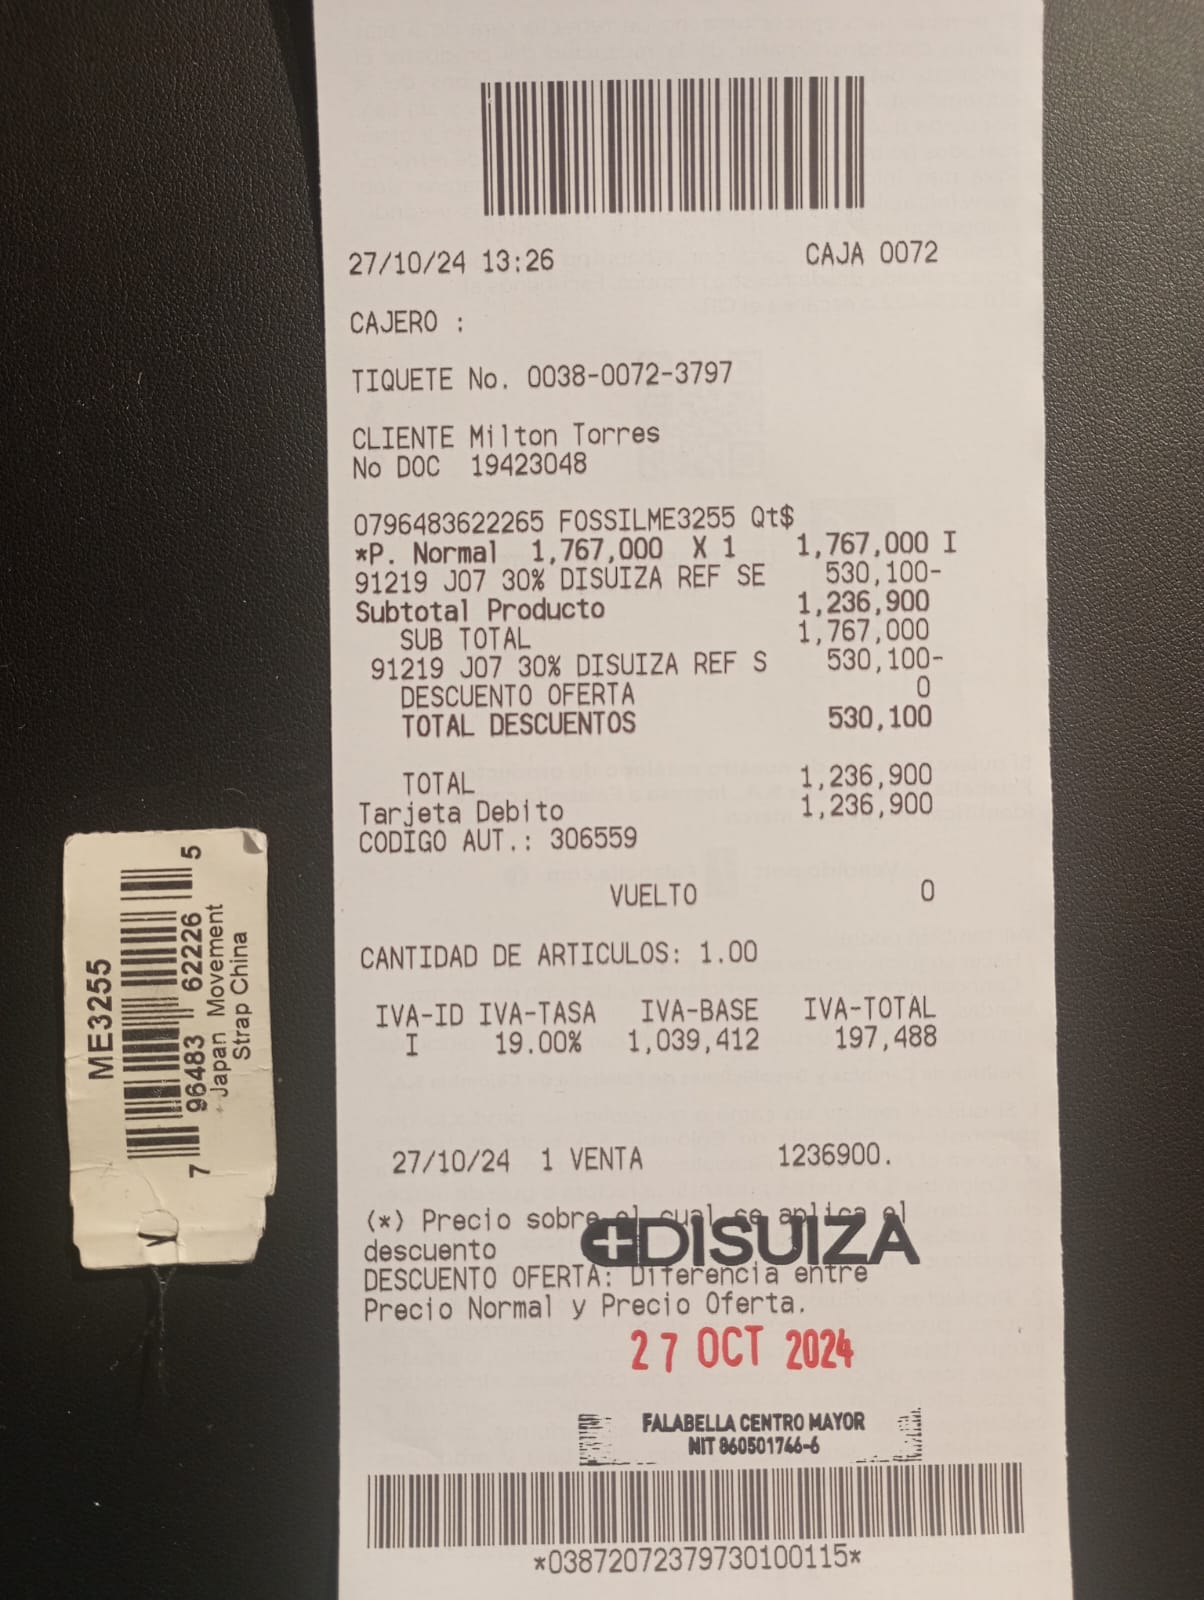 27/10/24 13:26 CAJA 0072
CAJERO :
TIQUETE No. 0038-0072-3797
CLIENTE Milton Torres
No DOC 19423048
0796483622265 FOSSILME3255 Qt$
*P. Normal 1,767,000 X 1 1,767,000 I
91219 J07 30% DISUIZA REF SE 530,100-
Subtotal Producto 1,236,900
SUB TOTAL 1,767,000
91219 J07 30% DISUIZA REF S 530,100-
DESCUENTO OFERTA 0
TOTAL DESCUENTOS 530,100
TOTAL 1,236,900
Tarjeta Debito 1,236,900
CODIGO AUT.: 306559
VUELTO 0
CANTIDAD DE ARTICULOS: 1.00
IVA-ID IVA-TASA IVA-BASE IVA-TOTAL
I 19.00% 1,039,412 197,488
27/10/24 1 VENTA 1236900.
(*) Precio sobre el cual se aplica el
descuento
DISUIZA
DESCUENTO OFERTA: Diferencia entre
Precio Normal y Precio Oferta.
27 OCT 2024
FALABELLA CENTRO MAYOR
NIT 860501746-6
*03872072379730100115*
ME3255
7 96483 62226 5
Japan Movement
Strap China